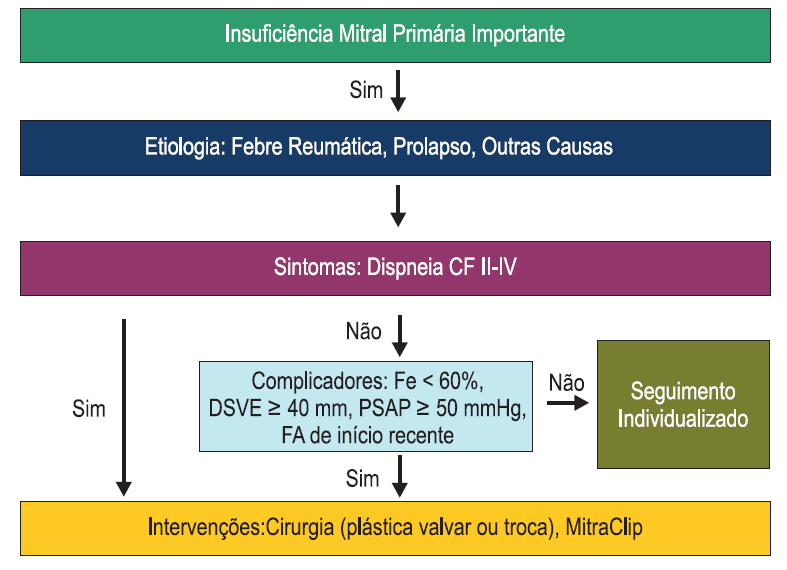 Insuficiência Mitral Primária Importante
Sim
Etiologia: Febre Reumática, Prolapso, Outras Causas
Sintomas: Dispneia CF II-IV
Não
Sim
Complicadores: Fe < 60%,
DSVE ≥ 40 mm, PSAP ≥ 50 mmHg,
FA de início recente
Não
Seguimento
Individualizado
Sim
Intervenções:Cirurgia (plástica valvar ou troca), MitraClip